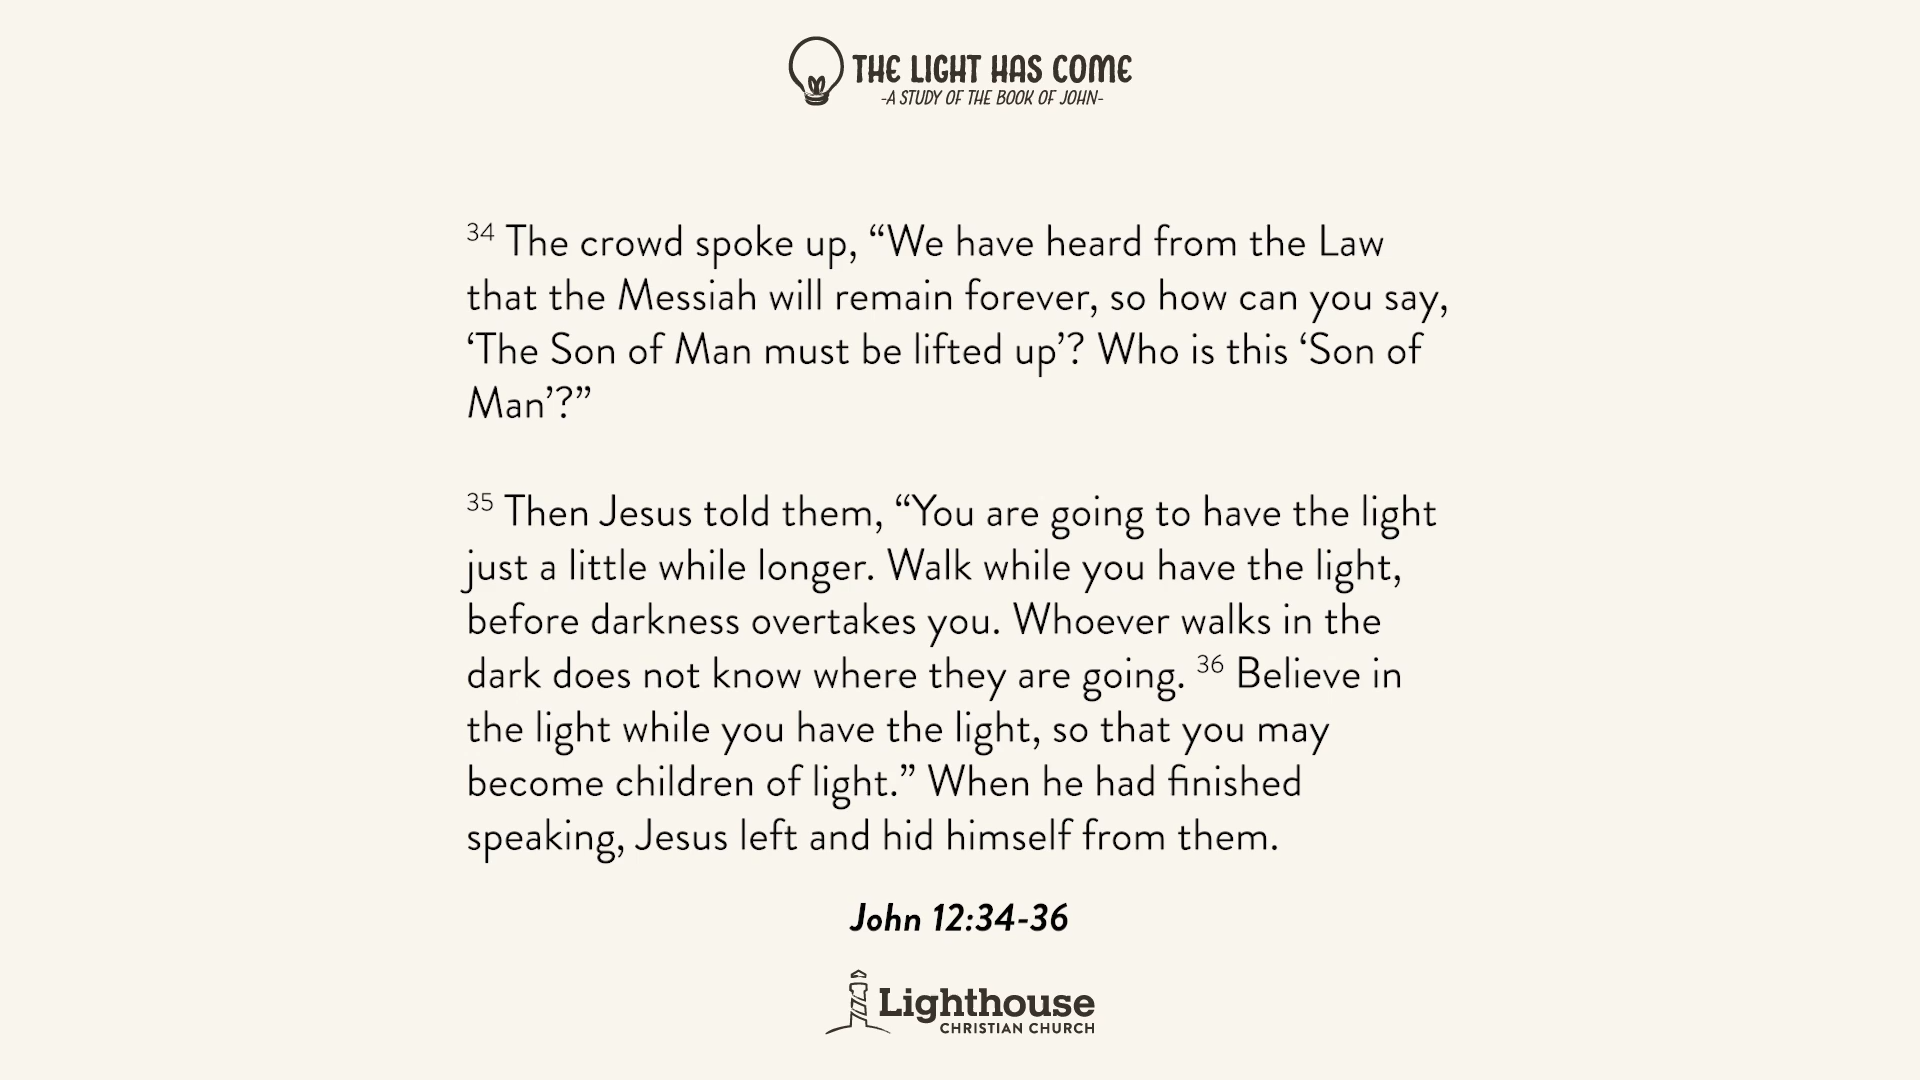 THE LIGHT HAS COME
-A STUDY OF THE BOOK OF JOHN-
34 The crowd spoke up, “We have heard from the Law
that the Messiah will remain forever, so how can you say,
‘The Son of Man must be lifted up’? Who is this ‘Son of
Man’?”
35 Then Jesus told them, “You are going to have the light
just a little while longer. Walk while you have the light,
before darkness overtakes you. Whoever walks in the
dark does not know where they are going. 36 Believe in
the light while you have the light, so that you may
become children of light.” When he had finished
speaking, Jesus left and hid himself from them.
John 12:34-36
Lighthouse
CHRISTIAN CHURCH